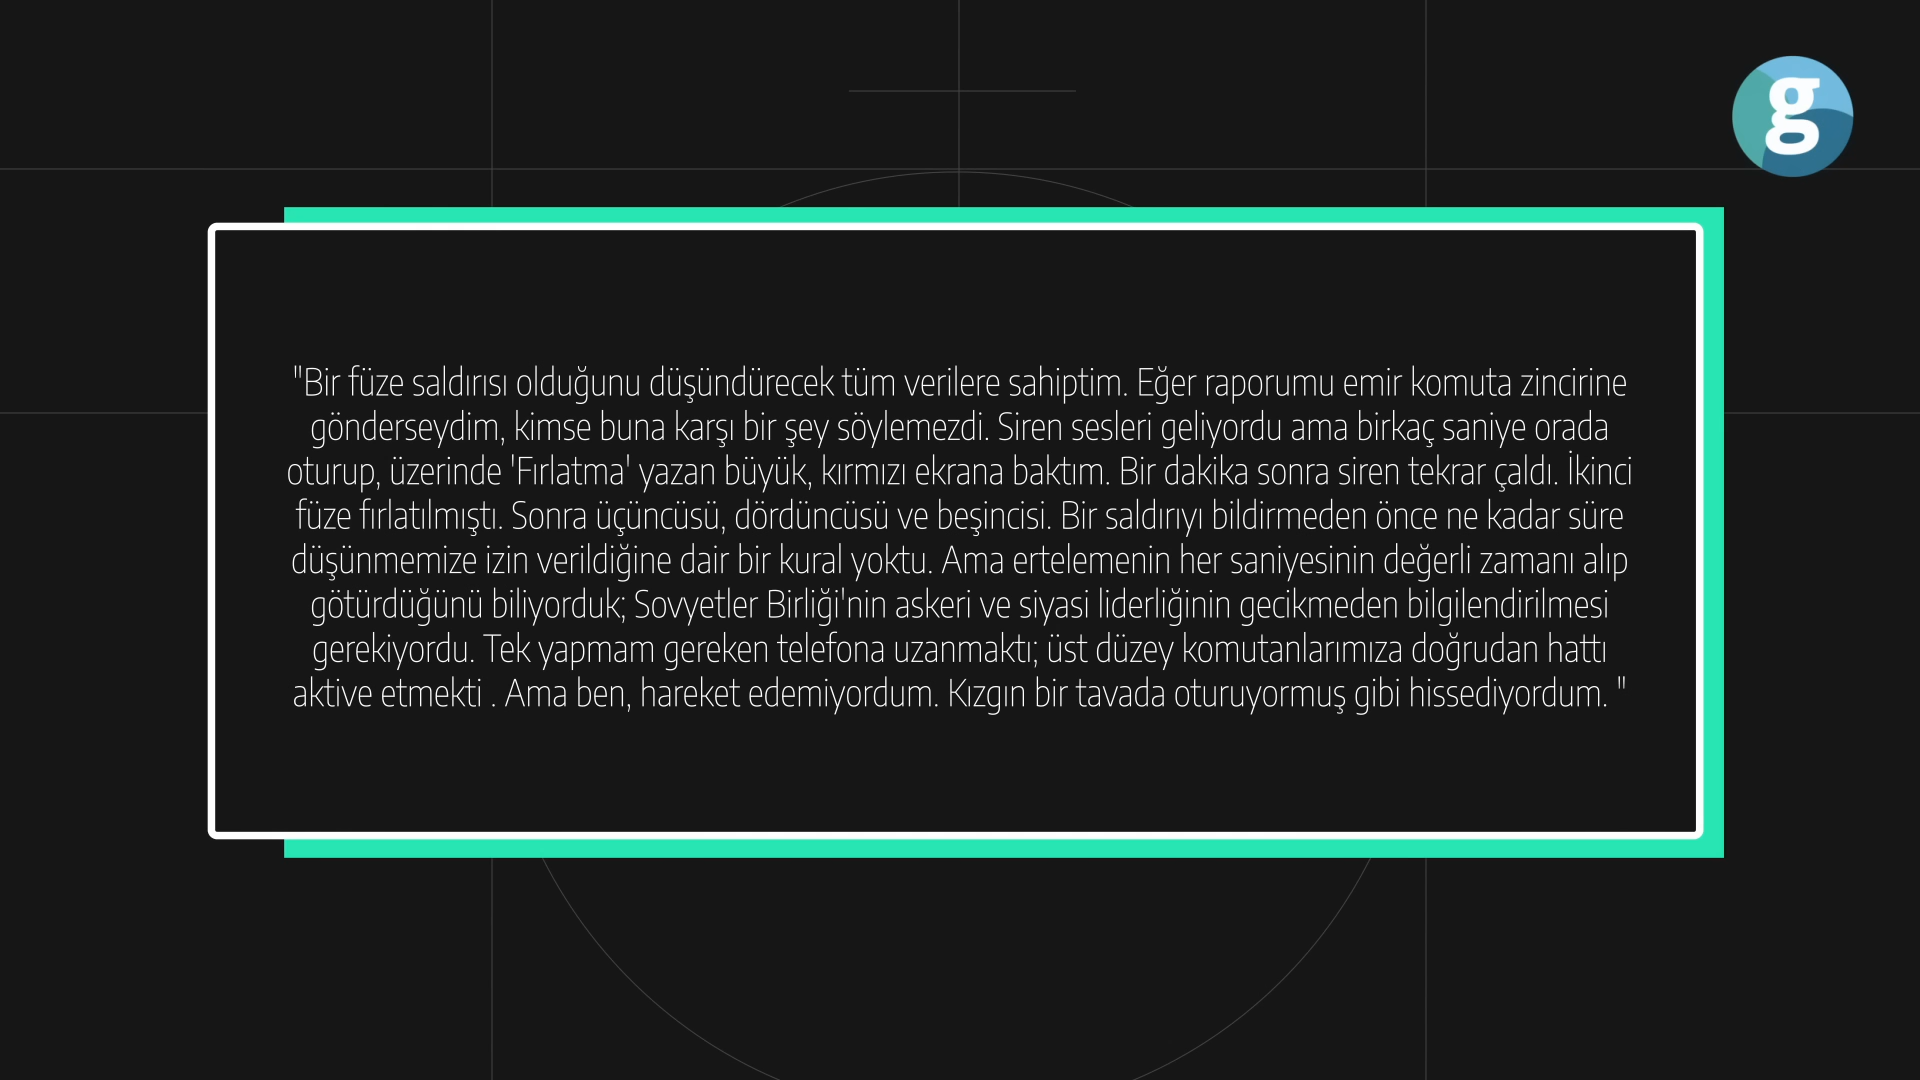 g
"Bir füze saldırısı olduğunu düşündürecek tüm verilere sahiptim. Eğer raporumu emir komuta zincirine
gönderseydim, kimse buna karşı bir şey söylemezdi. Siren sesleri geliyordu ama birkaç saniye orada
oturup, üzerinde 'Fırlatma' yazan büyük, kırmızı ekrana baktım. Bir dakika sonra siren tekrar çaldı. İkinci
füze fırlatılmıştı. Sonra üçüncüsü, dördüncüsü ve beşincisi. Bir saldırıyı bildirmeden önce ne kadar süre
düşünmemize izin verildiğine dair bir kural yoktu. Ama ertelemenin her saniyesinin değerli zamanı alıp
götürdüğünü biliyorduk; Sovyetler Birliği'nin askeri ve siyasi liderliğinin gecikmeden bilgilendirilmesi
gerekiyordu. Tek yapmam gereken telefona uzanmaktı; üst düzey komutanlarımıza doğrudan hattı
aktive etmekti . Ama ben, hareket edemiyordum. Kızgın bir tavada oturuyormuş gibi hissediyordum. "